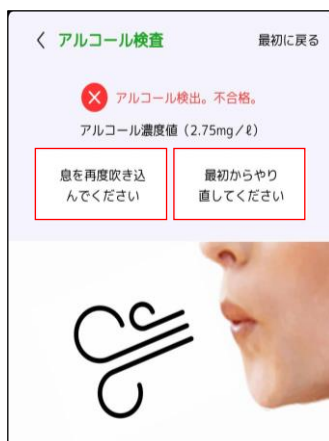 アルコール検査
最初に戻る
アルコール検出。不合格。
アルコール濃度値（2.75mg／ℓ）
息を再度吹き込
んでください
最初からやり
直してください